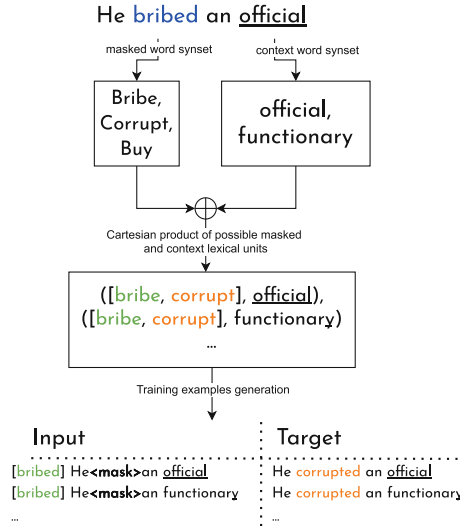 He bribed an official
masked word synset
context word synset
Bribe,
Corrupt,
Buy
official,
functionary
Cartesian product of possible masked
and context lexical units
([bribe, corrupt], official),
([bribe, corrupt], functionary)
...
Training examples generation
Input
Target
[bribed] He<mask>an official
He corrupted an official
[bribed] He<mask>an functionary
He corrupted an functionary
...
...